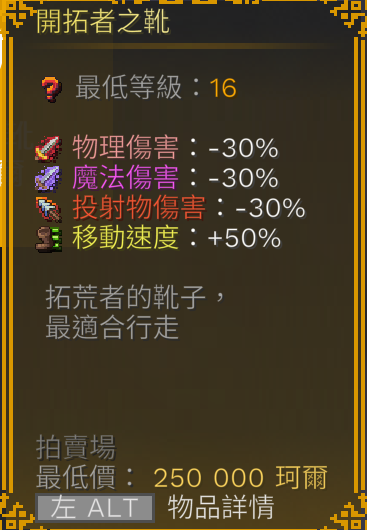 開拓者之靴
最低等級：16
物理傷害：-30%
魔法傷害：-30%
投射物傷害：-30%
移動速度：+50%
拓荒者的靴子，
最適合行走
拍賣場
最低價： 250 000 珂爾
左 ALT 物品詳情